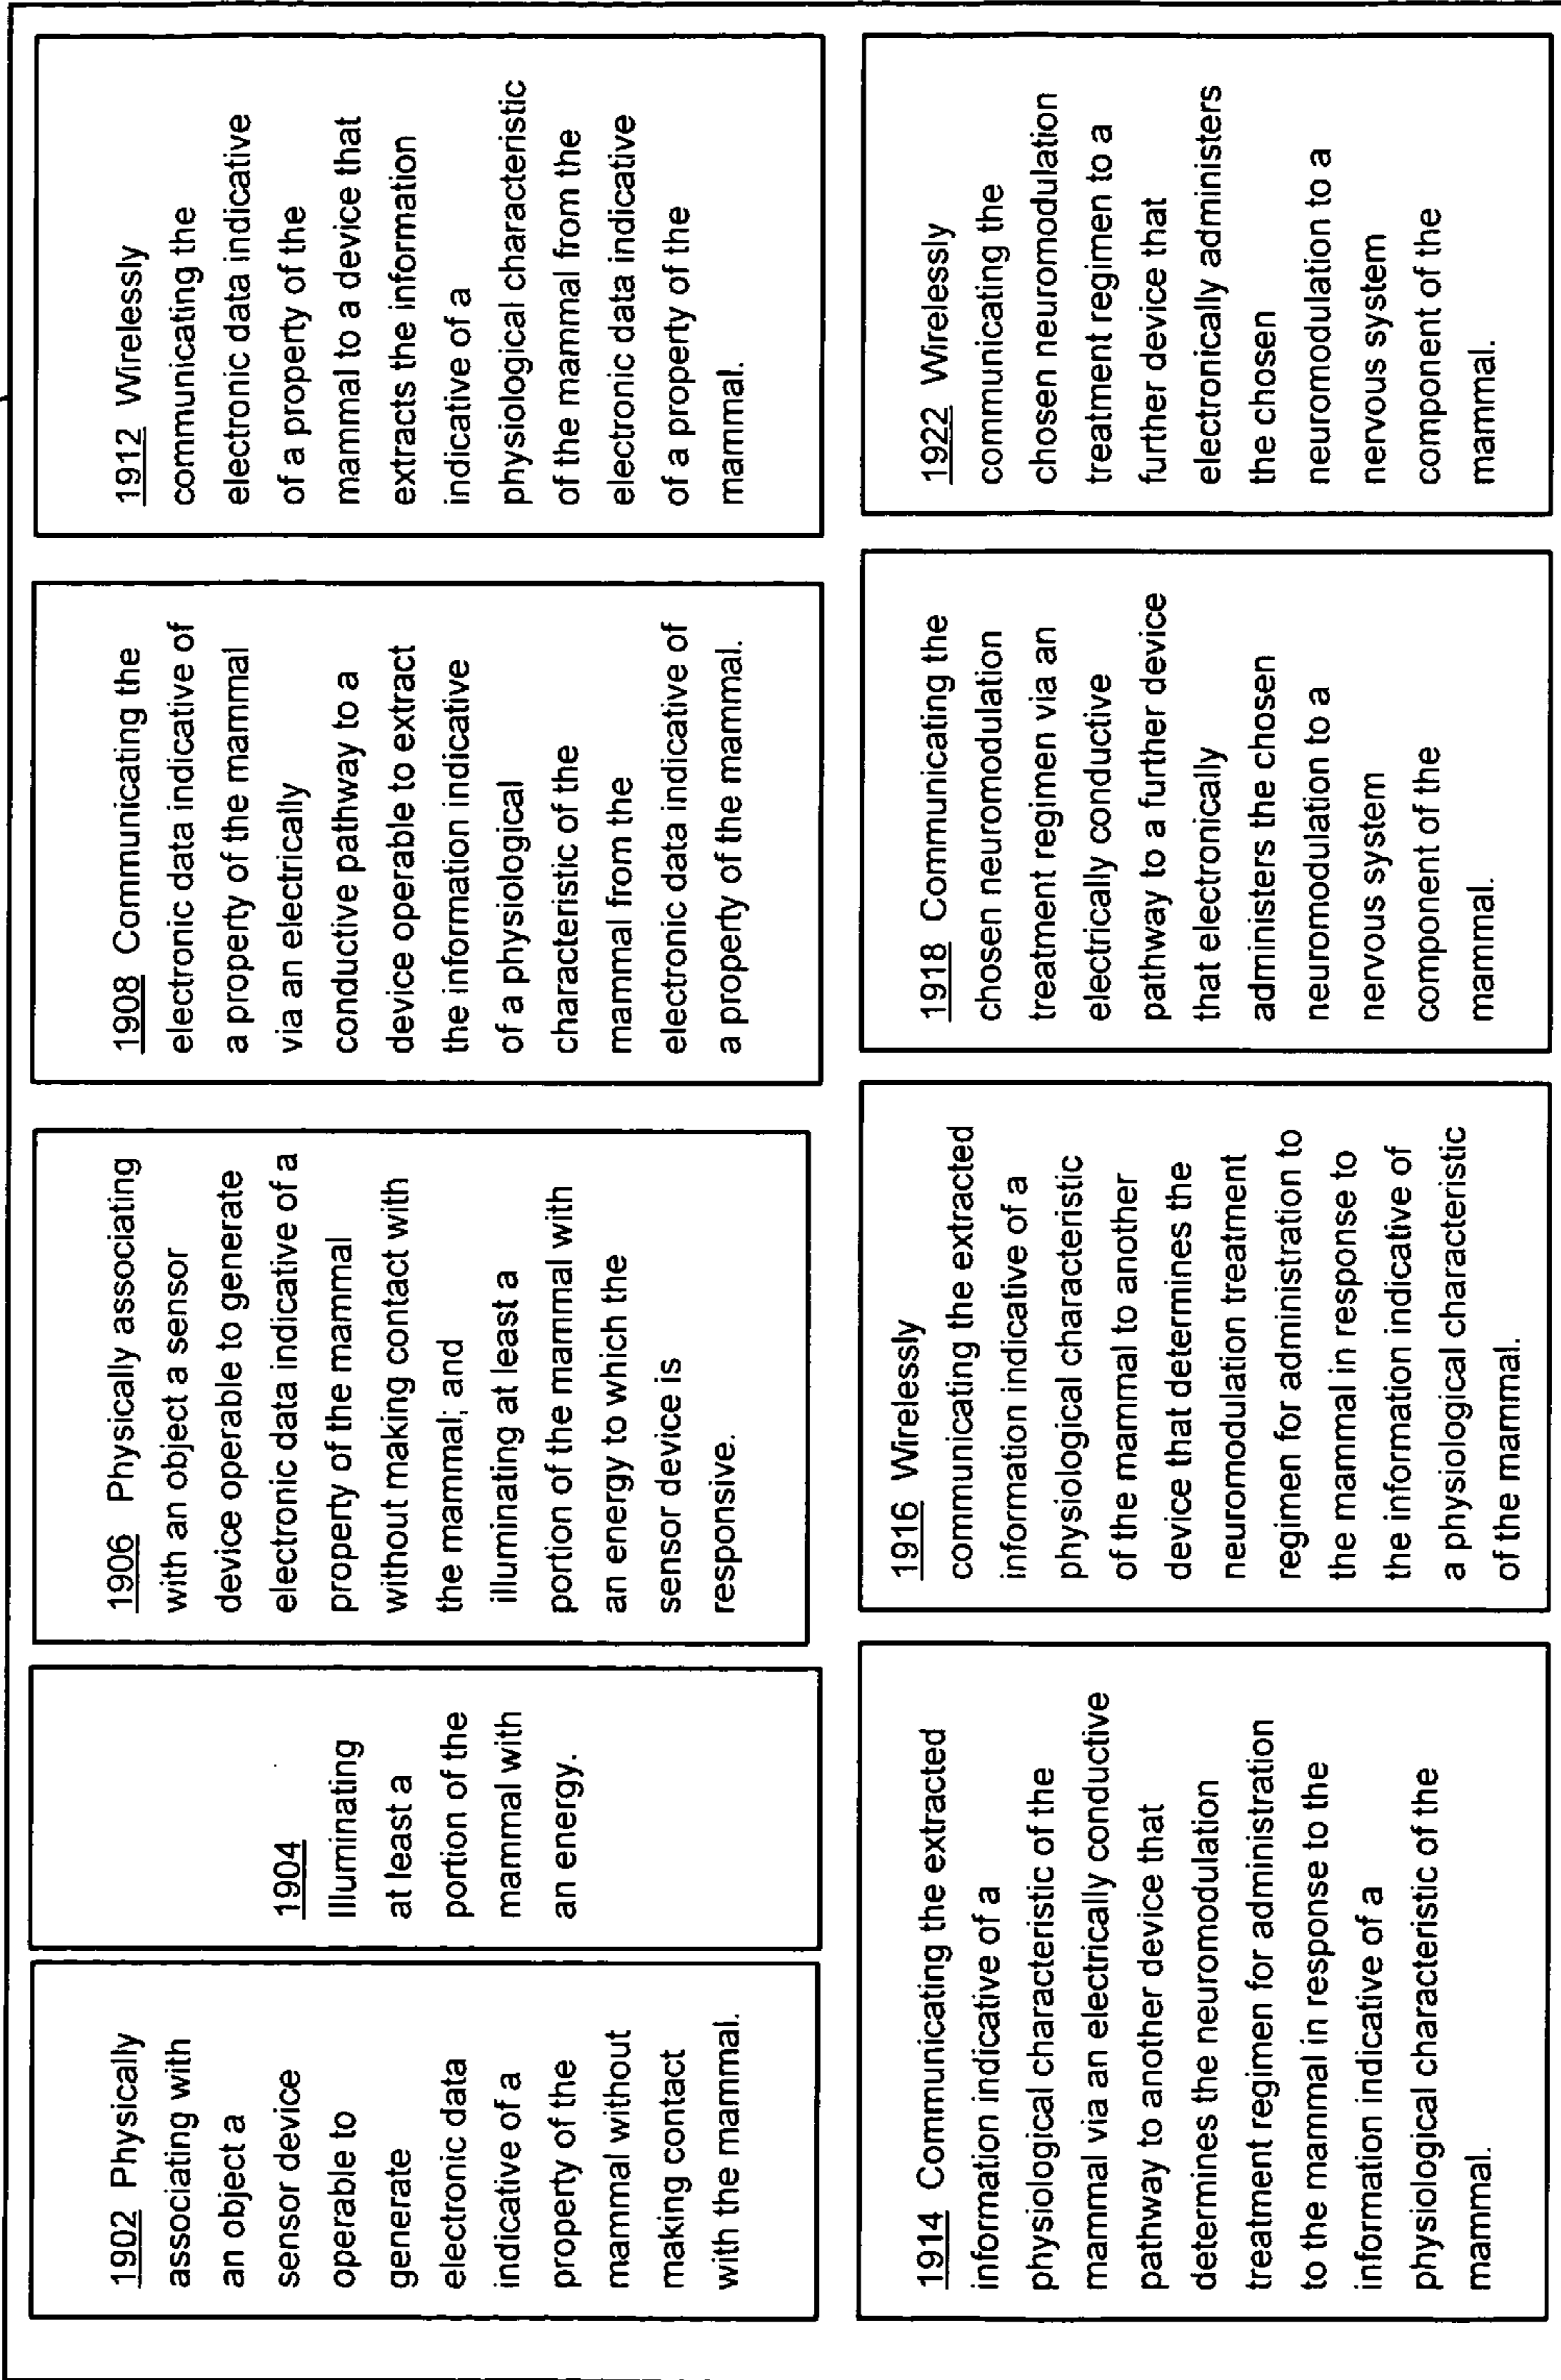 1902 Physically
associating with
an object a
sensor device
operable to
generate
electronic data
indicative of a
property of the
mammal without
making contact
with the mammal.
1904
Illuminating
at least a
portion of the
mammal with
an energy.
1906 Physically associating
with an object a sensor
device operable to generate
electronic data indicative of a
property of the mammal
without making contact with
the mammal; and
illuminating at least a
portion of the mammal with
an energy to which the
sensor device is
responsive.
1908 Communicating the
electronic data indicative of
a property of the mammal
via an electrically
conductive pathway to a
device operable to extract
the information indicative
of a physiological
characteristic of the
mammal from the
electronic data indicative of
a property of the mammal.
1912 Wirelessly
communicating the
electronic data indicative
of a property of the
mammal to a device that
extracts the information
indicative of a
physiological characteristic
of the mammal from the
electronic data indicative
of a property of the
mammal.
1914 Communicating the extracted
information indicative of a
physiological characteristic of the
mammal via an electrically conductive
pathway to another device that
determines the neuromodulation
treatment regimen for administration
to the mammal in response to the
information indicative of a
physiological characteristic of the
mammal.
1916 Wirelessly
communicating the extracted
information indicative of a
physiological characteristic
of the mammal to another
device that determines the
neuromodulation treatment
regimen for administration to
the mammal in response to
the information indicative of
a physiological characteristic
of the mammal.
1918 Communicating the
chosen neuromodulation
treatment regimen via an
electrically conductive
pathway to a further device
that electronically
administers the chosen
neuromodulation to a
nervous system
component of the
mammal.
1922 Wirelessly
communicating the
chosen neuromodulation
treatment regimen to a
further device that
electronically administers
the chosen
neuromodulation to a
nervous system
component of the
mammal.